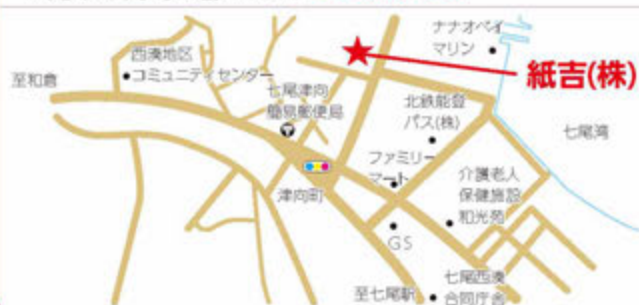 ナナオベイ
マリン
西湊地区
コミュニティセンター
紙吉(株)
至和倉
七尾津向
簡易郵便局
北鉄能登
バス(株)
七尾湾
ファミリー
マート
介護老人
保健施設
和光苑
津向町
GS
七尾西湊
合同庁舎
至七尾駅